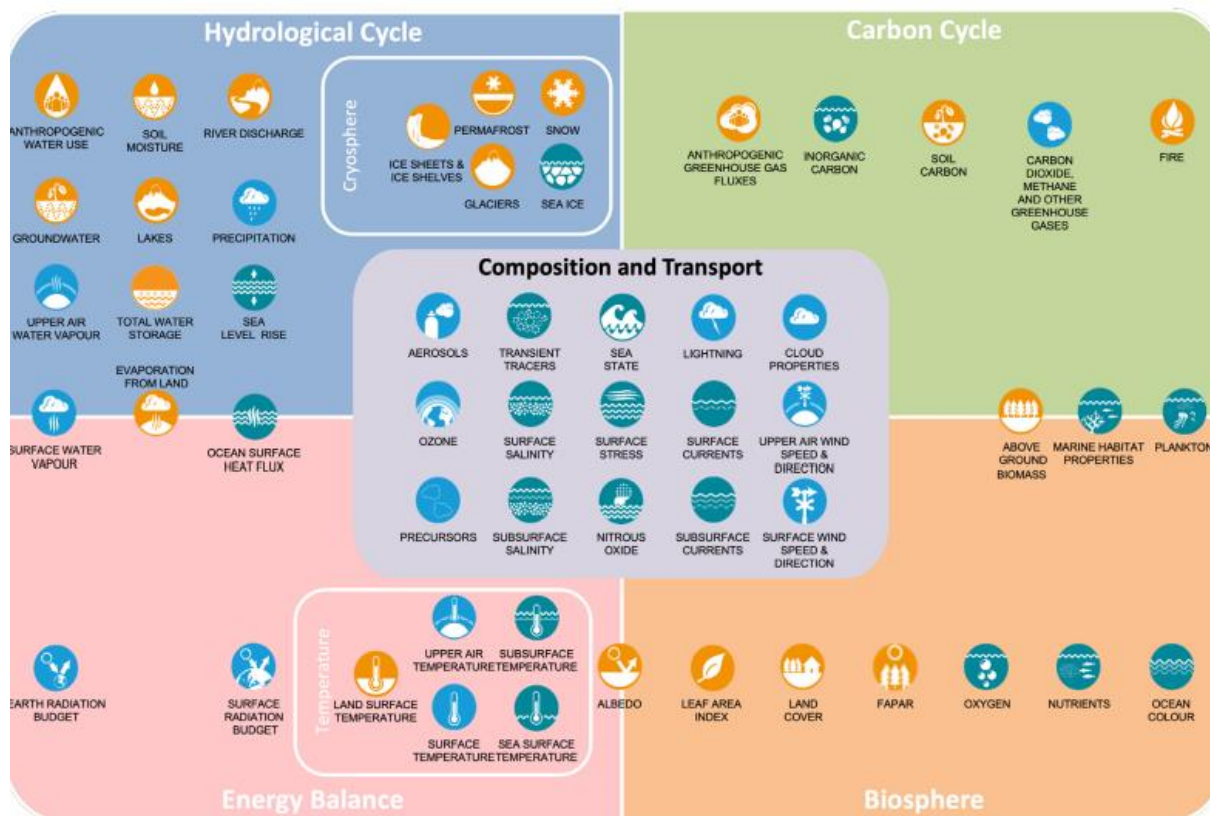 Hydrological Cycle
Carbon Cycle
Cryosphere
ANTHROPOGENIC
WATER USE
SOIL
MOISTURE
RIVER DISCHARGE
PERMAFROST
SNOW
ICE SHEETS &
ICE SHELVES
GLACIERS
SEA ICE
GROUNDWATER
LAKES
PRECIPITATION
UPPER AIR
WATER VAPOUR
TOTAL WATER
STORAGE
SEA
LEVEL RISE
ANTHROPOGENIC
GREENHOUSE GAS
FLUXES
INORGANIC
CARBON
SOIL
CARBON
CARBON
DIOXIDE,
METHANE
AND OTHER
GREENHOUSE
GASES
FIRE
Composition and Transport
AEROSOLS
TRANSIENT
TRACERS
SEA
STATE
LIGHTNING
CLOUD
PROPERTIES
OZONE
SURFACE
SALINITY
SURFACE
STRESS
SURFACE
CURRENTS
UPPER AIR WIND
SPEED &
DIRECTION
PRECURSORS
SUBSURFACE
SALINITY
NITROUS
OXIDE
SUBSURFACE
CURRENTS
SURFACE WIND
SPEED &
DIRECTION
EVAPORATION
FROM LAND
SURFACE WATER
VAPOUR
OCEAN SURFACE
HEAT FLUX
ABOVE
GROUND
BIOMASS
MARINE HABITAT
PROPERTIES
PLANKTON
Temperature
EARTH RADIATION
BUDGET
SURFACE
RADIATION
BUDGET
LAND SURFACE
TEMPERATURE
UPPER AIR
TEMPERATURE
SUBSURFACE
TEMPERATURE
SURFACE
TEMPERATURE
SEA SURFACE
TEMPERATURE
ALBEDO
LEAF AREA
INDEX
LAND
COVER
FAPAR
OXYGEN
NUTRIENTS
OCEAN
COLOUR
Energy Balance
Biosphere